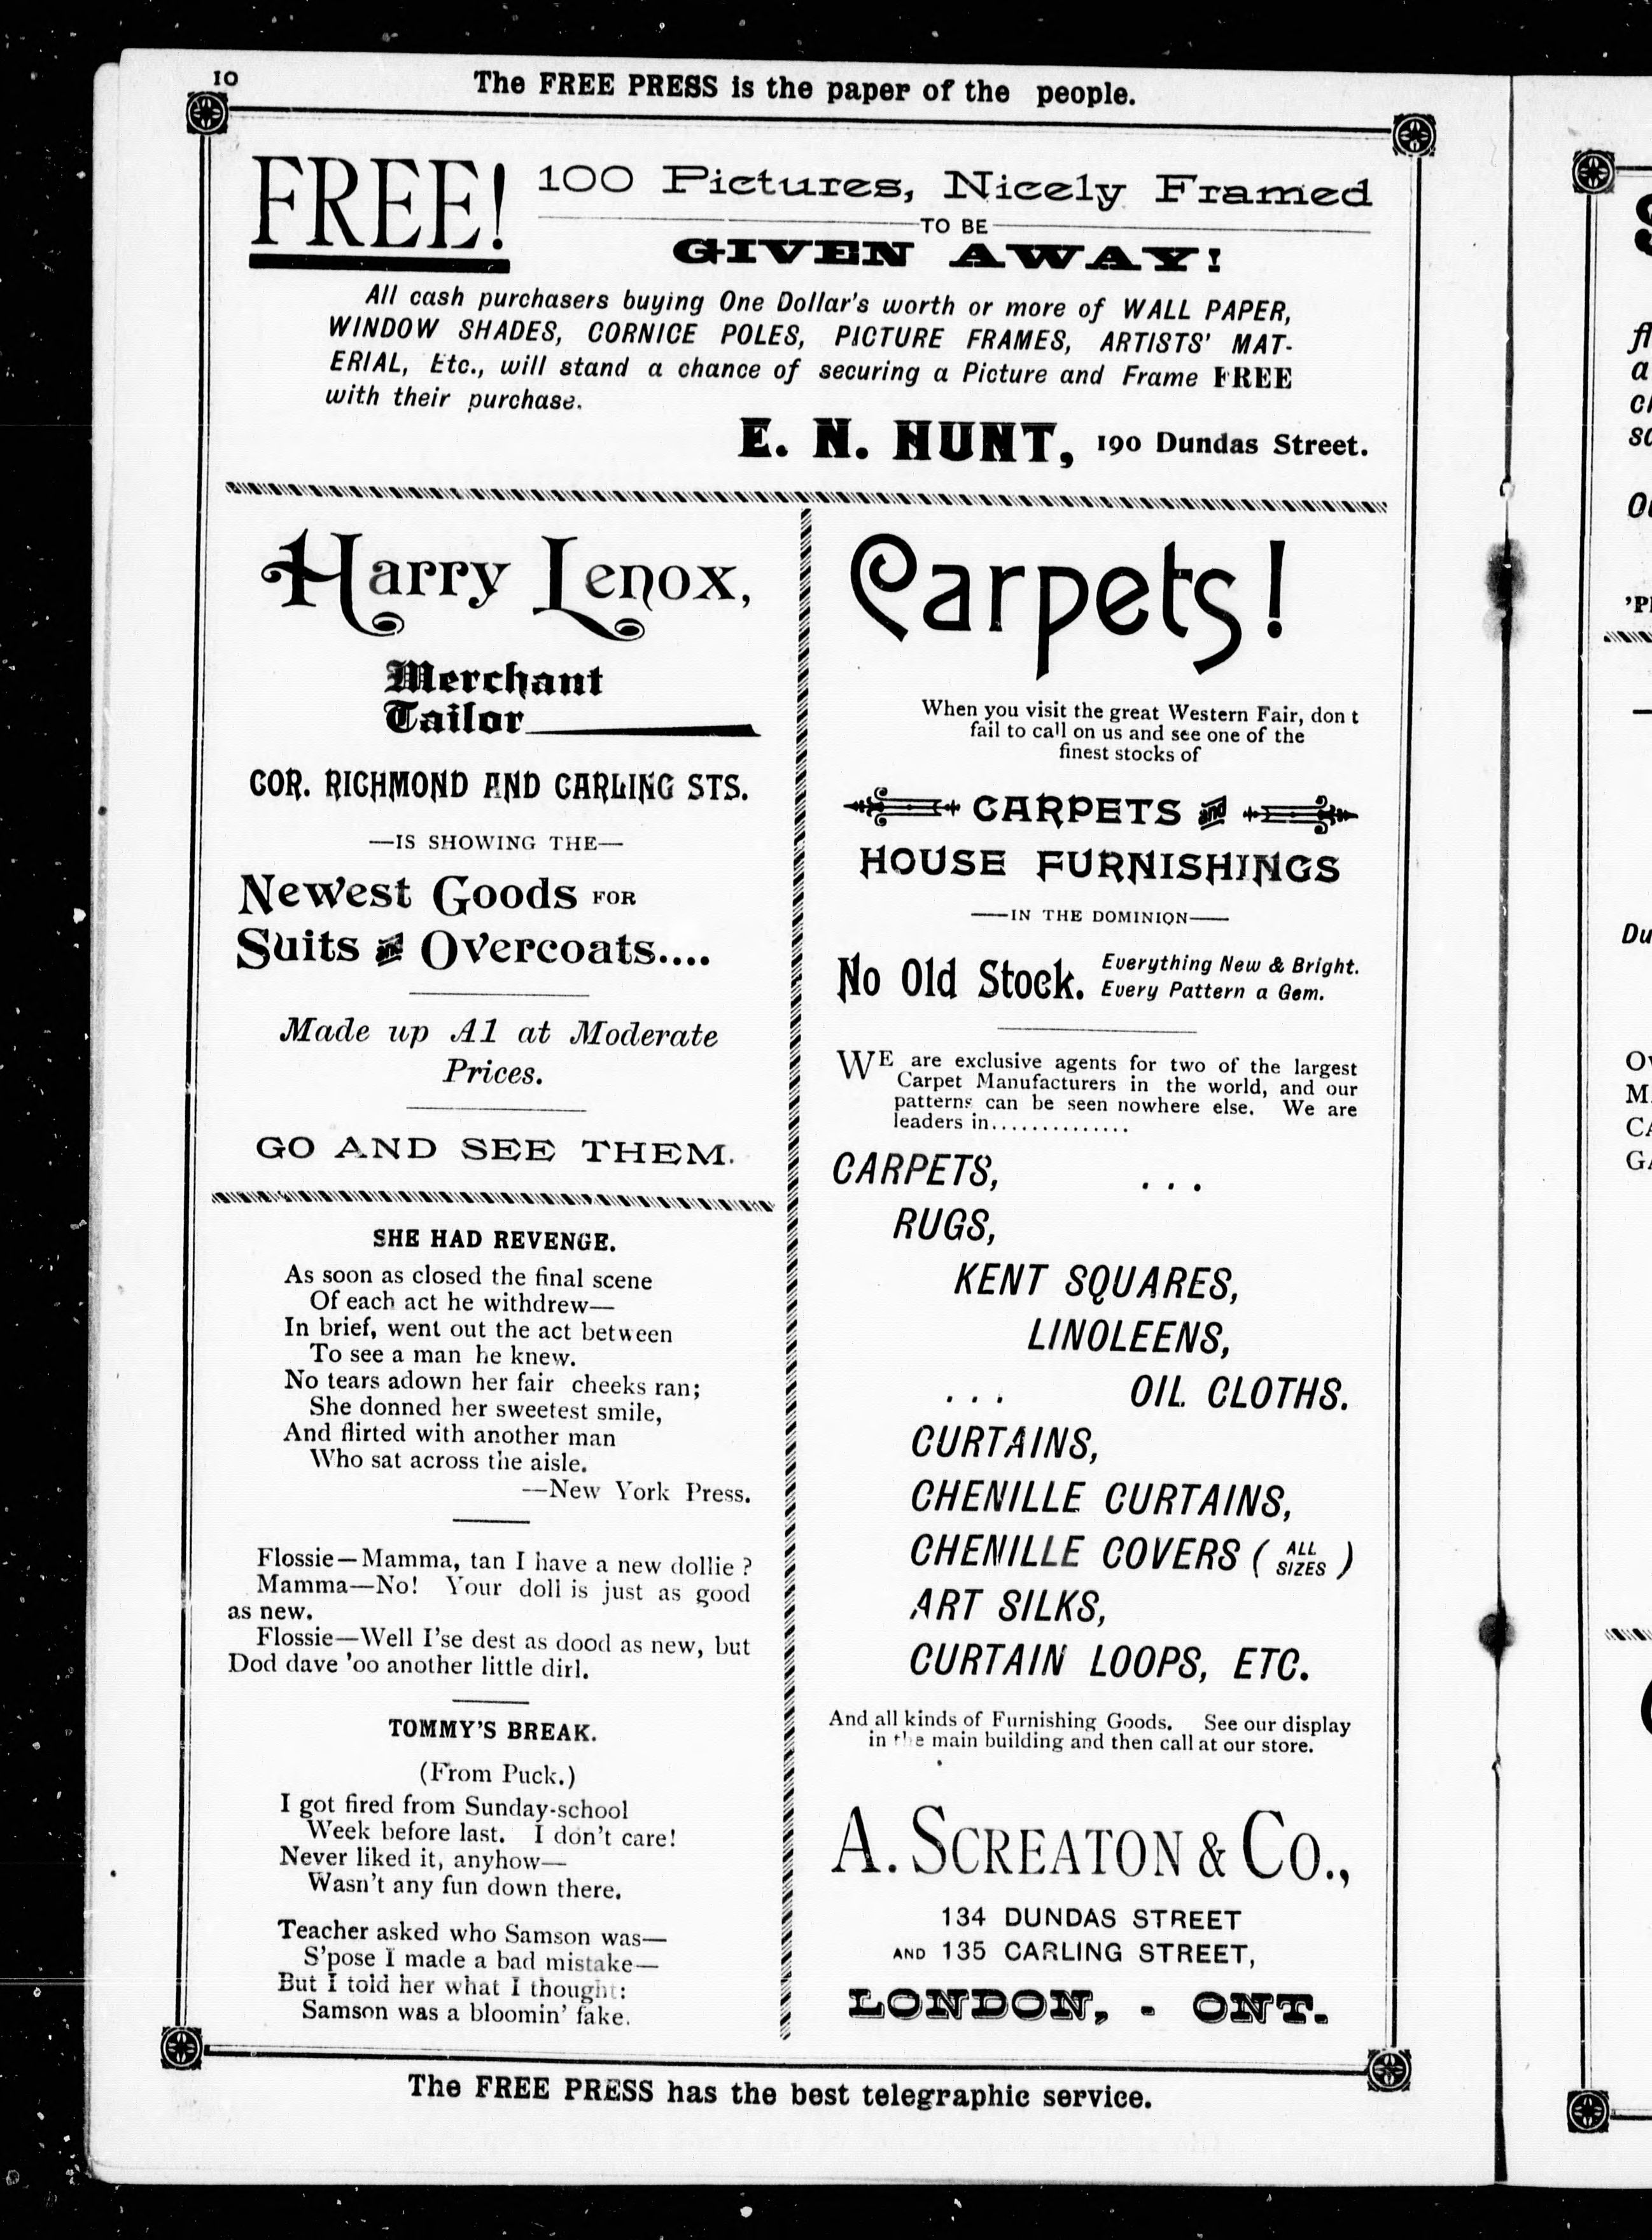 10
The FREE PRESS is the paper of the people.
FREE!
100 Pictures, Nicely Framed
TO BE
GIVEN AWAY!
All cash purchasers buying One Dollar's worth or more of WALL PAPER,
WINDOW SHADES, CORNICE POLES, PICTURE FRAMES, ARTISTS' MAT-
ERIAL, Etc., will stand a chance of securing a Picture and Frame FREE
with their purchase.
E. N. HUNT, 190 Dundas Street.
Harry Lenox,
Merchant
Tailor
COR. RICHMOND AND CARLING STS.
—IS SHOWING THE—
Newest Goods FOR
Suits and Overcoats....
Made up A1 at Moderate
Prices.
GO AND SEE THEM.
SHE HAD REVENGE.
As soon as closed the final scene
Of each act he withdrew—
In brief, went out the act between
To see a man he knew.
No tears adown her fair cheeks ran;
She donned her sweetest smile,
And flirted with another man
Who sat across the aisle.
—New York Press.
Flossie—Mamma, tan I have a new dollie ?
Mamma—No! Your doll is just as good
as new.
Flossie—Well I'se dest as dood as new, but
Dod dave 'oo another little dirl.
TOMMY'S BREAK.
(From Puck.)
I got fired from Sunday-school
Week before last. I don't care!
Never liked it, anyhow—
Wasn't any fun down there.
Teacher asked who Samson was—
S'pose I made a bad mistake—
But I told her what I thought:
Samson was a bloomin' fake.
Carpets!
When you visit the great Western Fair, don t
fail to call on us and see one of the
finest stocks of
CARPETS and
HOUSE FURNISHINGS
—IN THE DOMINION—
No Old Stock. Everything New & Bright.
Every Pattern a Gem.
WE are exclusive agents for two of the largest
Carpet Manufacturers in the world, and our
patterns can be seen nowhere else. We are
leaders in..............
CARPETS, ...
RUGS,
KENT SQUARES,
LINOLEENS,
... OIL CLOTHS.
CURTAINS,
CHENILLE CURTAINS,
CHENILLE COVERS ( ALL SIZES )
ART SILKS,
CURTAIN LOOPS, ETC.
And all kinds of Furnishing Goods. See our display
in the main building and then call at our store.
A. SCREATON & CO.,
134 DUNDAS STREET
AND 135 CARLING STREET,
LONDON, - ONT.
The FREE PRESS has the best telegraphic service.